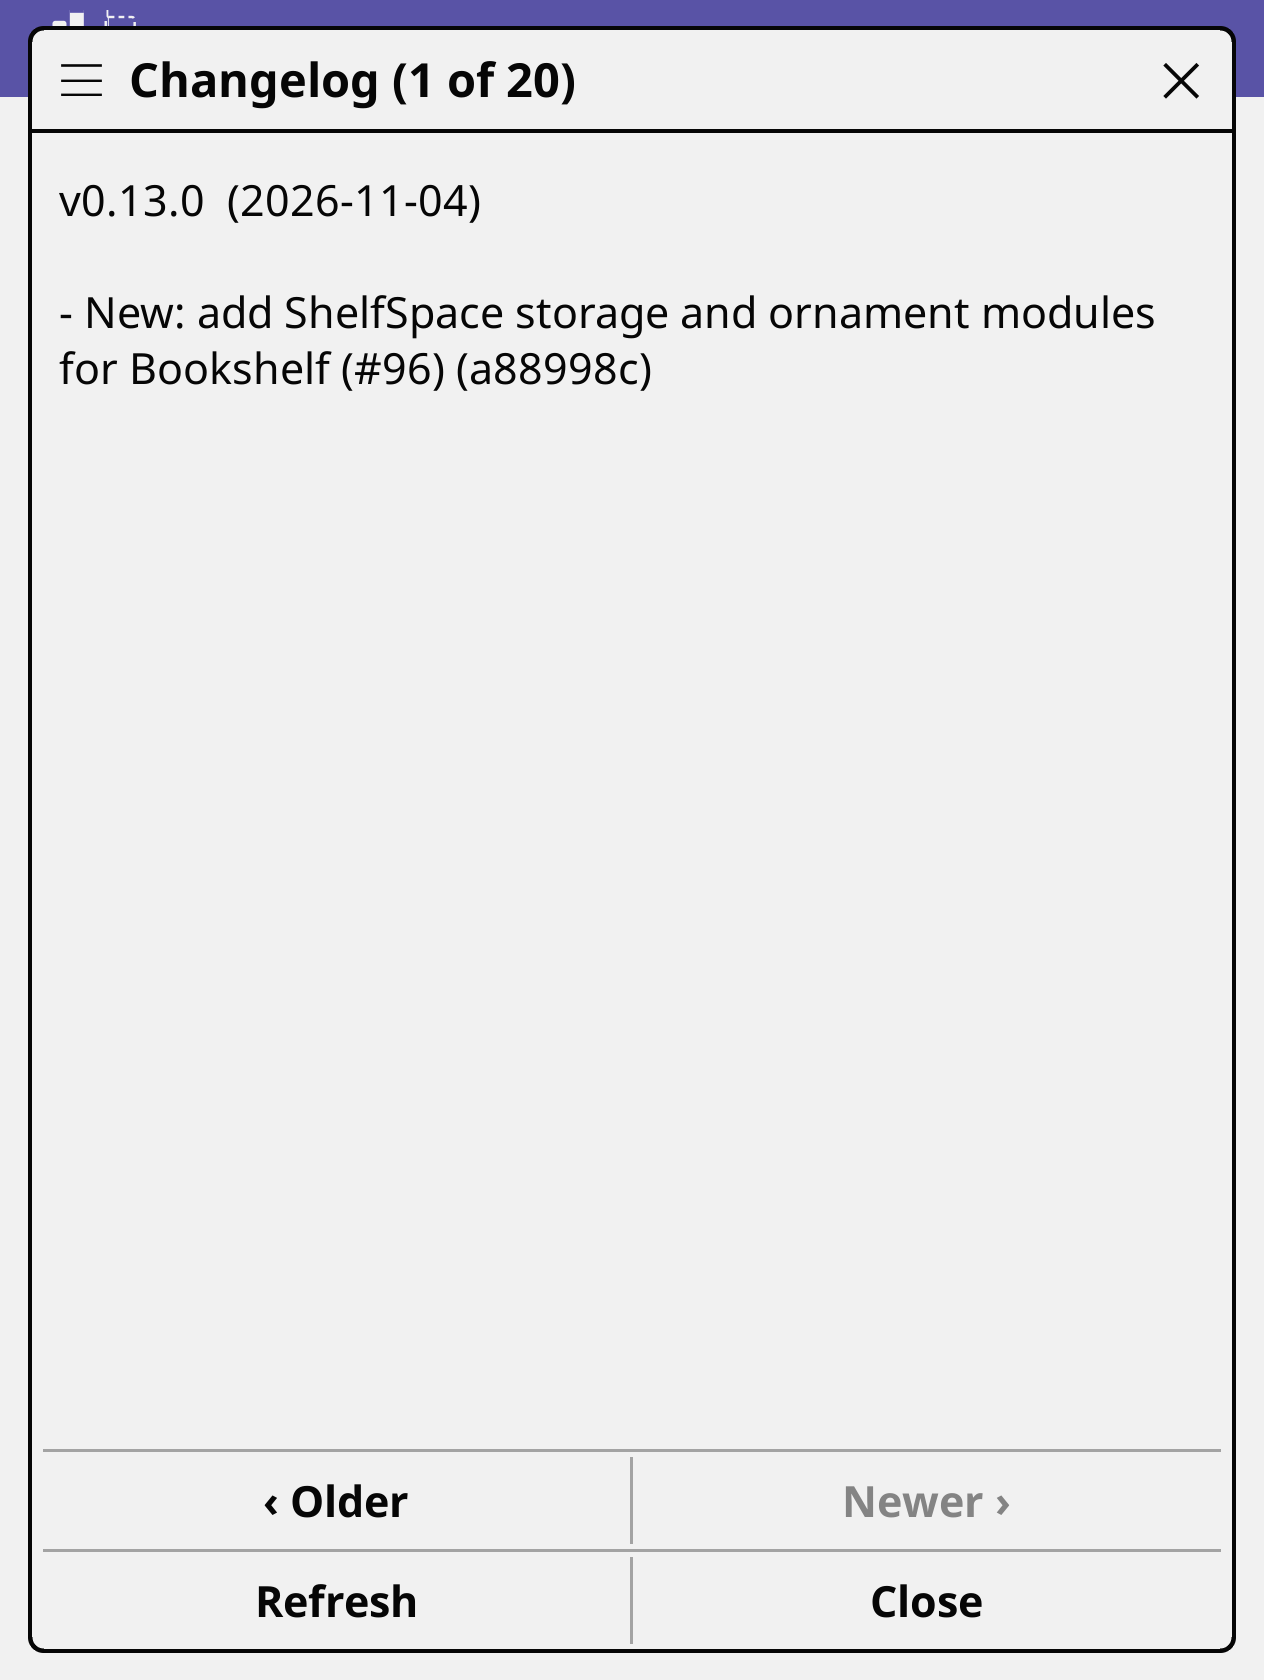 Changelog (1 of 20)
v0.13.0  (2026-11-04)
- New: add ShelfSpace storage and ornament modules
for Bookshelf (#96) (a88998c)
‹ Older
Newer ›
Refresh
Close